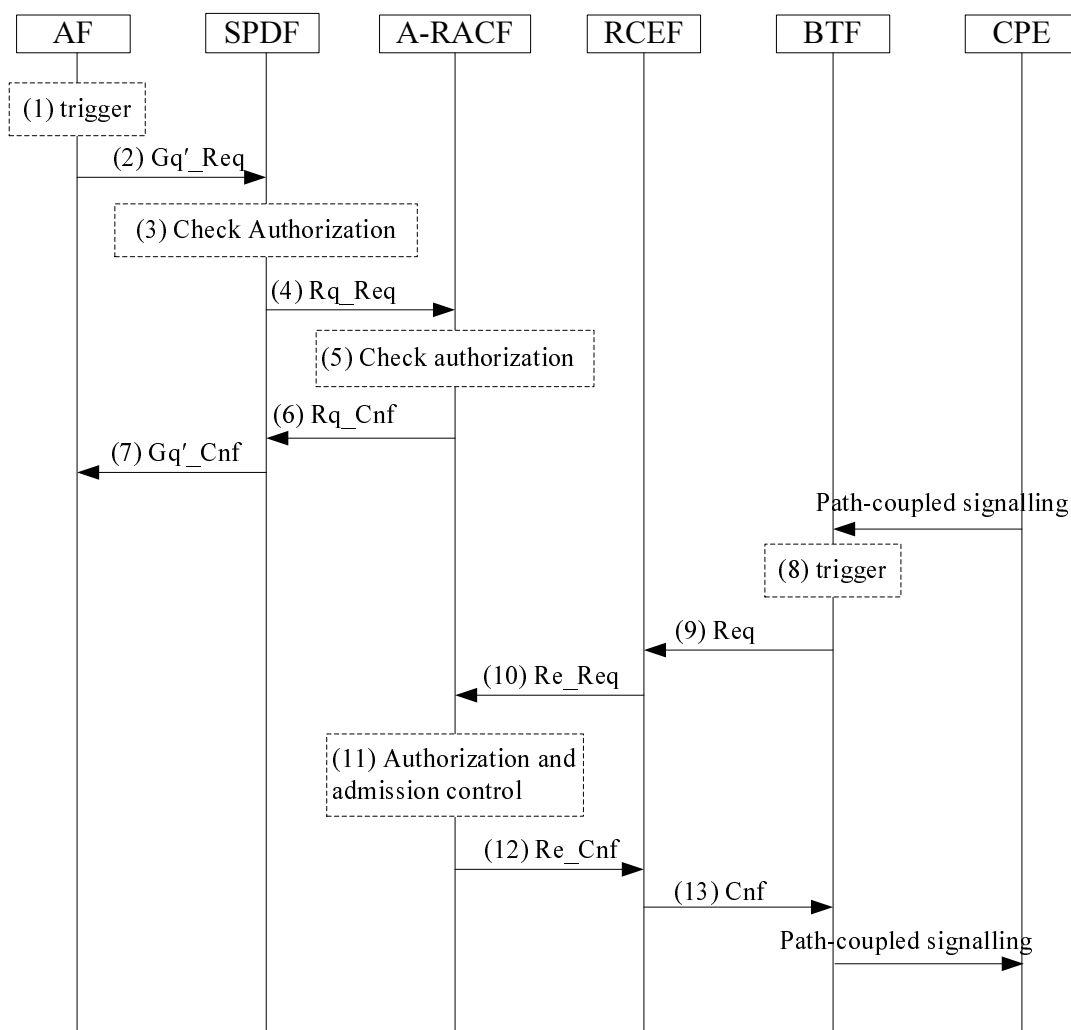 AF SPDF A-RACF RCEF BTF CPE
(1) trigger
(2) Gq′_Req
(3) Check Authorization
(4) Rq_Req
(5) Check authorization
(6) Rq_Cnf
(7) Gq′_Cnf
Path-coupled signalling
(8) trigger
(9) Req
(10) Re_Req
(11) Authorization and
admission control
(12) Re_Cnf
(13) Cnf
Path-coupled signalling